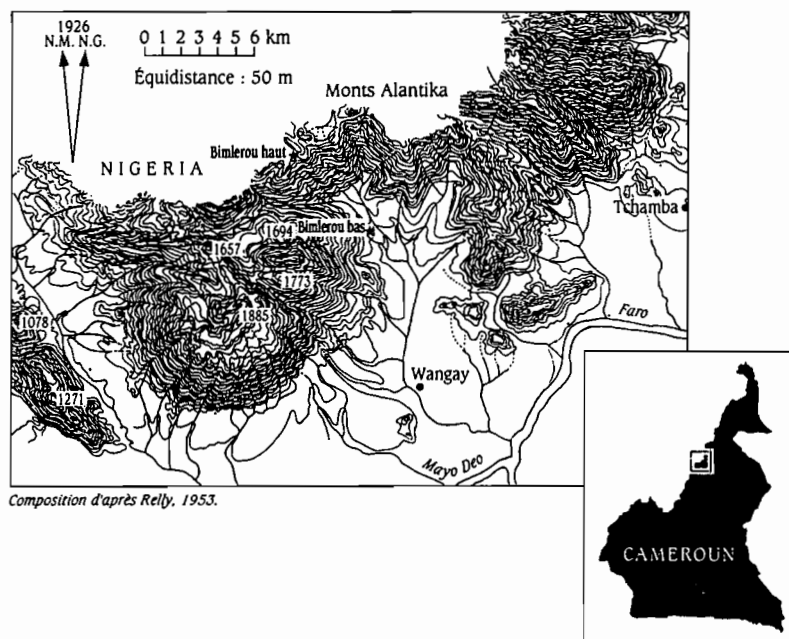 1926
N.M. N.G.
0 1 2 3 4 5 6 km
Équidistance : 50 m
Monts Alantika
Bimlerou haut
NIGERIA
Tchamba
1694
Bimlerou bas
1657
1773
1885
Faro
1078
Wangay
1271
Mayo Deo
CAMEROUN
Composition d'après Relly, 1953.